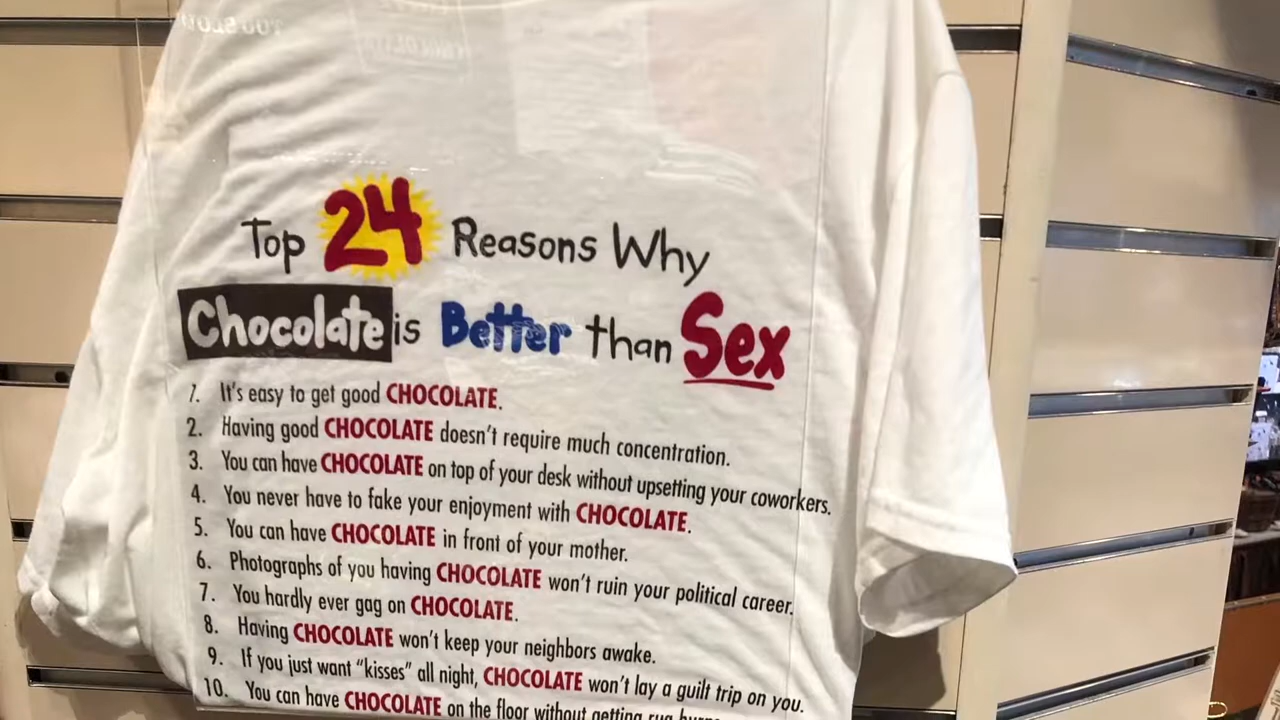 Top 24 Reasons Why
Chocolate is Better than Sex
1. It's easy to get good CHOCOLATE.
2. Having good CHOCOLATE doesn't require much concentration.
3. You can have CHOCOLATE on top of your desk without upsetting your coworkers.
4. You never have to fake your enjoyment with CHOCOLATE.
5. You can have CHOCOLATE in front of your mother.
6. Photographs of you having CHOCOLATE won't ruin your political career.
7. You hardly ever gag on CHOCOLATE.
8. Having CHOCOLATE won't keep your neighbors awake.
9. If you just want "kisses" all night, CHOCOLATE won't lay a guilt trip on you.
10. You can have CHOCOLATE on the floor without getting rug